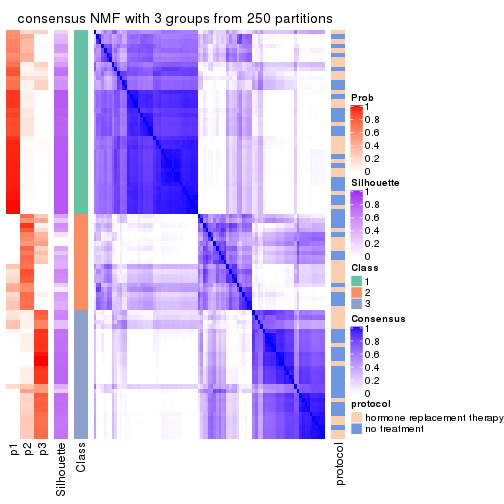 consensus NMF with 3 groups from 250 partitions
Prob
1
0.8
0.6
0.4
0.2
0
Silhouette
1
0.8
0.6
0.4
0.2
0
Class
1
2
3
Consensus
1
0.8
0.6
0.4
0.2
0
protocol
hormone replacement therapy
no treatment
p1
p2
p3
Silhouette
Class
protocol